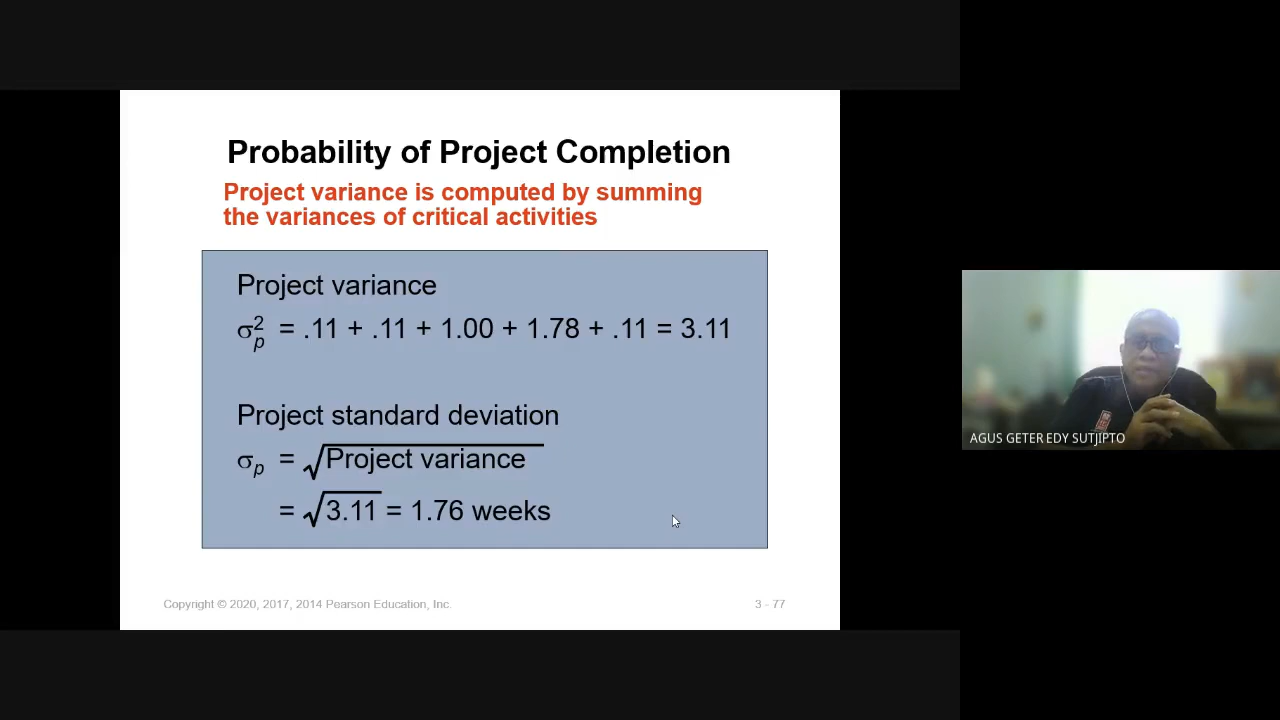 Probability of Project Completion
Project variance is computed by summing
the variances of critical activities
Project variance
σ²ₚ = .11 + .11 + 1.00 + 1.78 + .11 = 3.11
Project standard deviation
σₚ = √Project variance
= √3.11 = 1.76 weeks
Copyright © 2020, 2017, 2014 Pearson Education, Inc.
3 - 77
AGUS GETER EDY SUTJIPTO